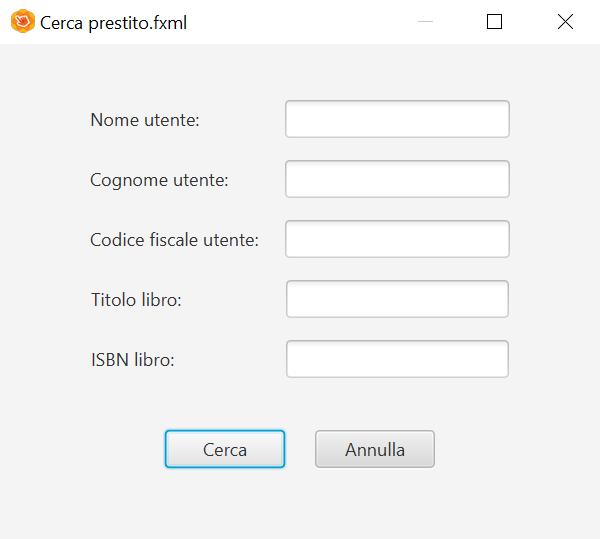 Cerca prestito.fxml
Nome utente:
Cognome utente:
Codice fiscale utente:
Titolo libro:
ISBN libro:
Cerca Annulla